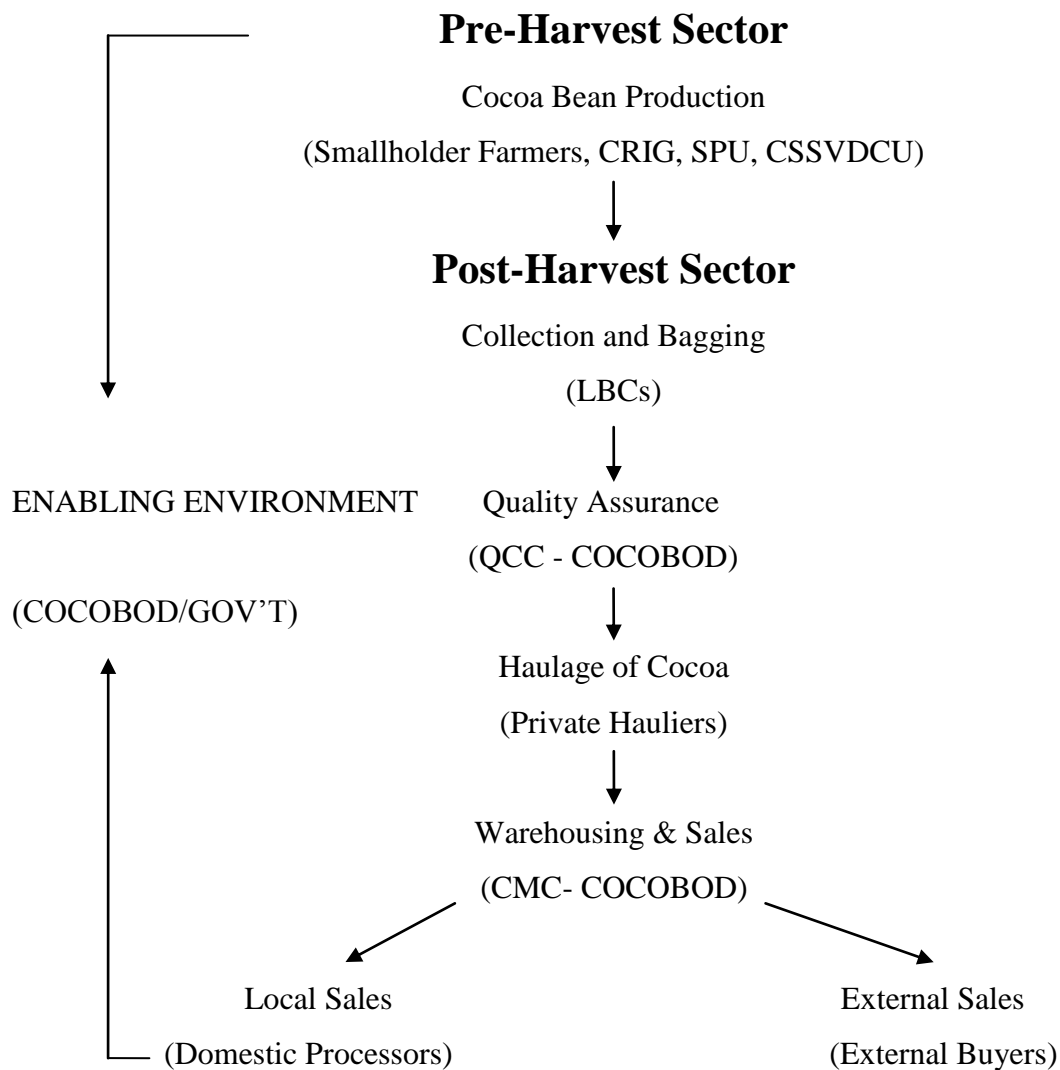 Pre-Harvest Sector
Cocoa Bean Production
(Smallholder Farmers, CRIG, SPU, CSSVDCU)
Post-Harvest Sector
Collection and Bagging
(LBCs)
ENABLING ENVIRONMENT
Quality Assurance
(QCC - COCOBOD)
(COCOBOD/GOV’T)
Haulage of Cocoa
(Private Hauliers)
Warehousing & Sales
(CMC- COCOBOD)
Local Sales
External Sales
(Domestic Processors)
(External Buyers)